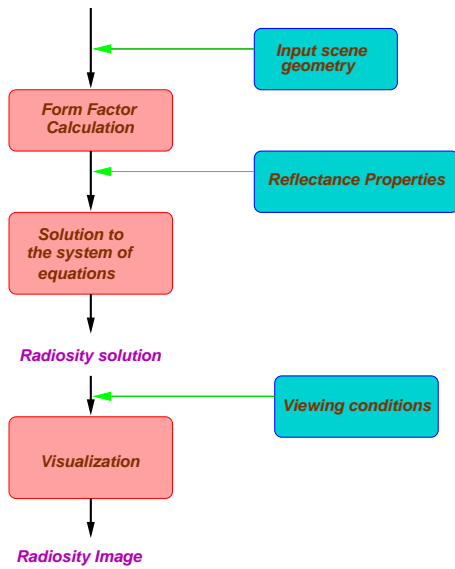 Input scene
geometry
Form Factor
Calculation
Reflectance Properties
Solution to
the system of
equations
Radiosity solution
Viewing conditions
Visualization
Radiosity Image